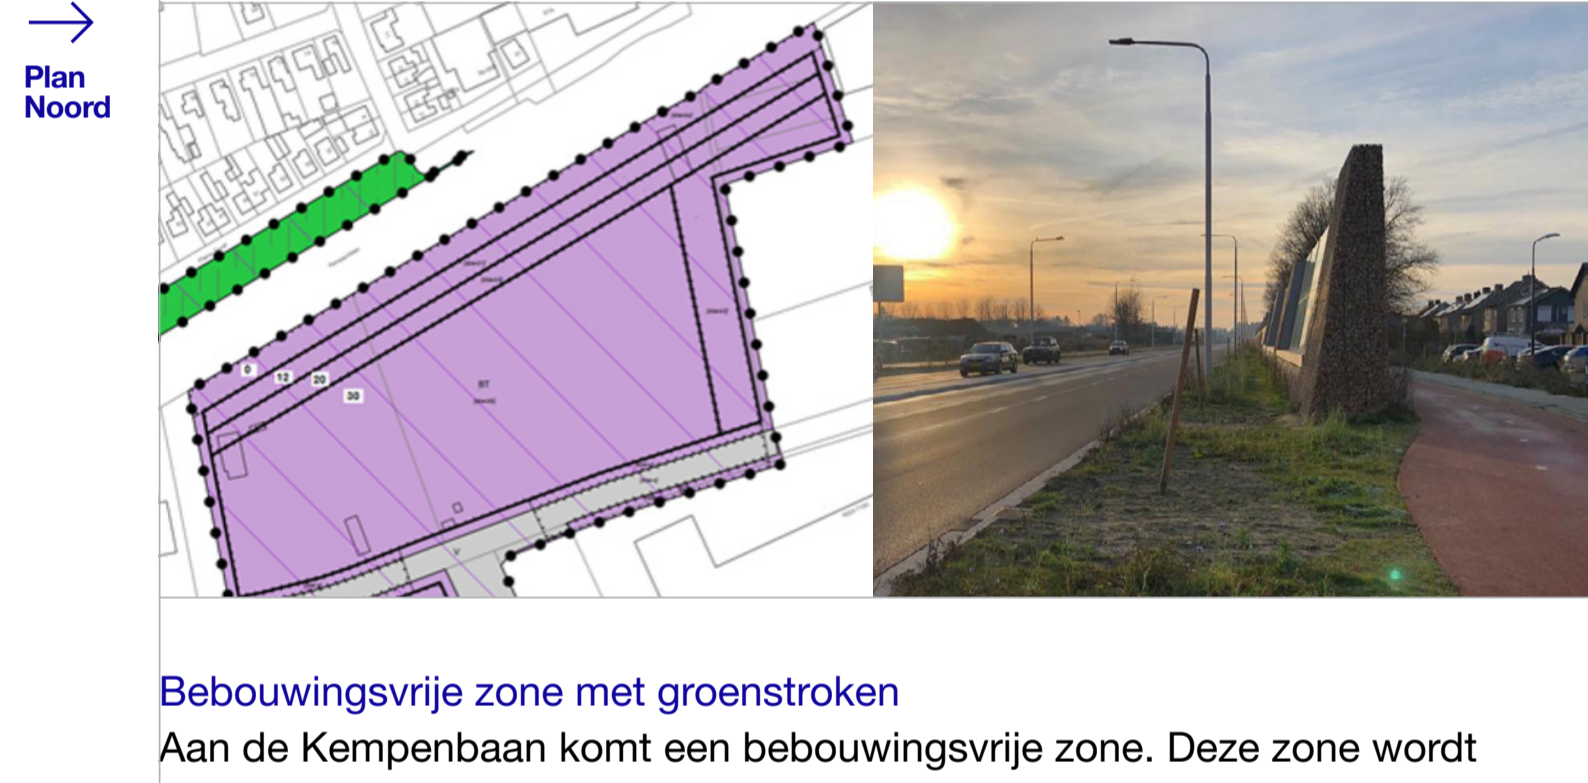 Plan
Noord
0
12
20
30
BT
V
Bebouwingsvrije zone met groenstroken
Aan de Kempenbaan komt een bebouwingsvrije zone. Deze zone wordt